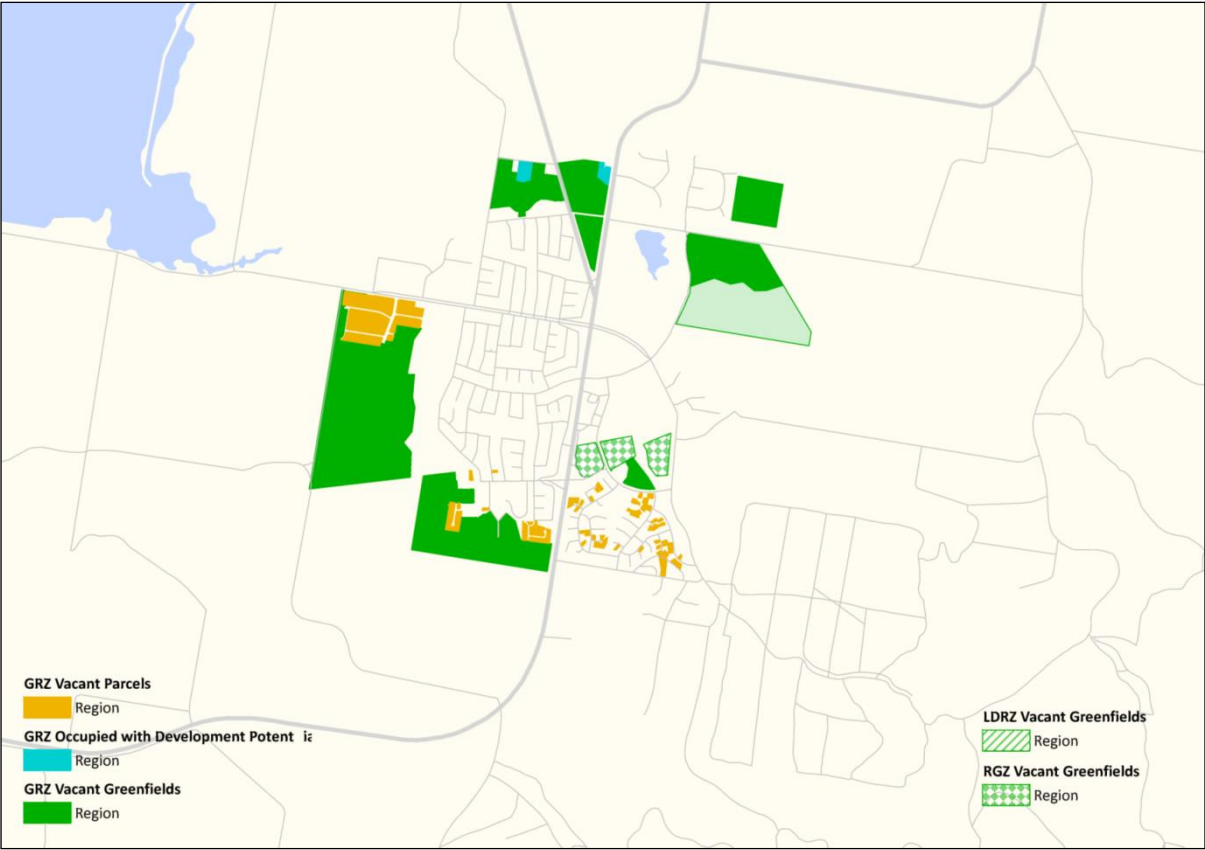 GRZ Vacant Parcels
Region
GRZ Occupied with Development Potent ia
Region
GRZ Vacant Greenfields
Region
LDRZ Vacant Greenfields
Region
RGZ Vacant Greenfields
Region